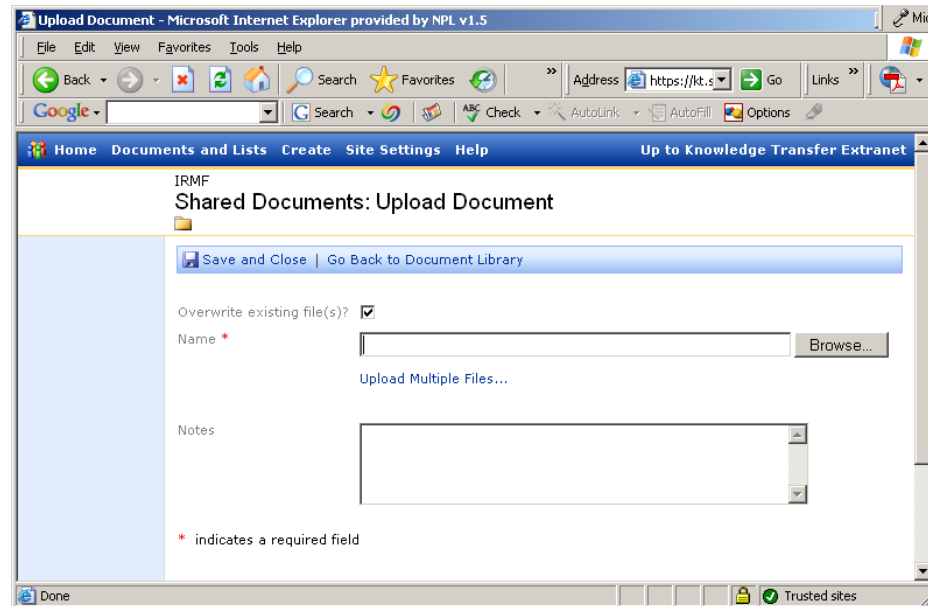 Upload Document - Microsoft Internet Explorer provided by NPL v1.5
File Edit View Favorites Tools Help
Back Search Favorites » Address https://kt.s Go Links »
Google Search ABC Check AutoLink AutoFill Options
Home Documents and Lists Create Site Settings Help Up to Knowledge Transfer Extranet
IRMF
Shared Documents: Upload Document
Save and Close | Go Back to Document Library
Overwrite existing file(s)?
Name * Browse...
Upload Multiple Files...
Notes
* indicates a required field
Done Trusted sites